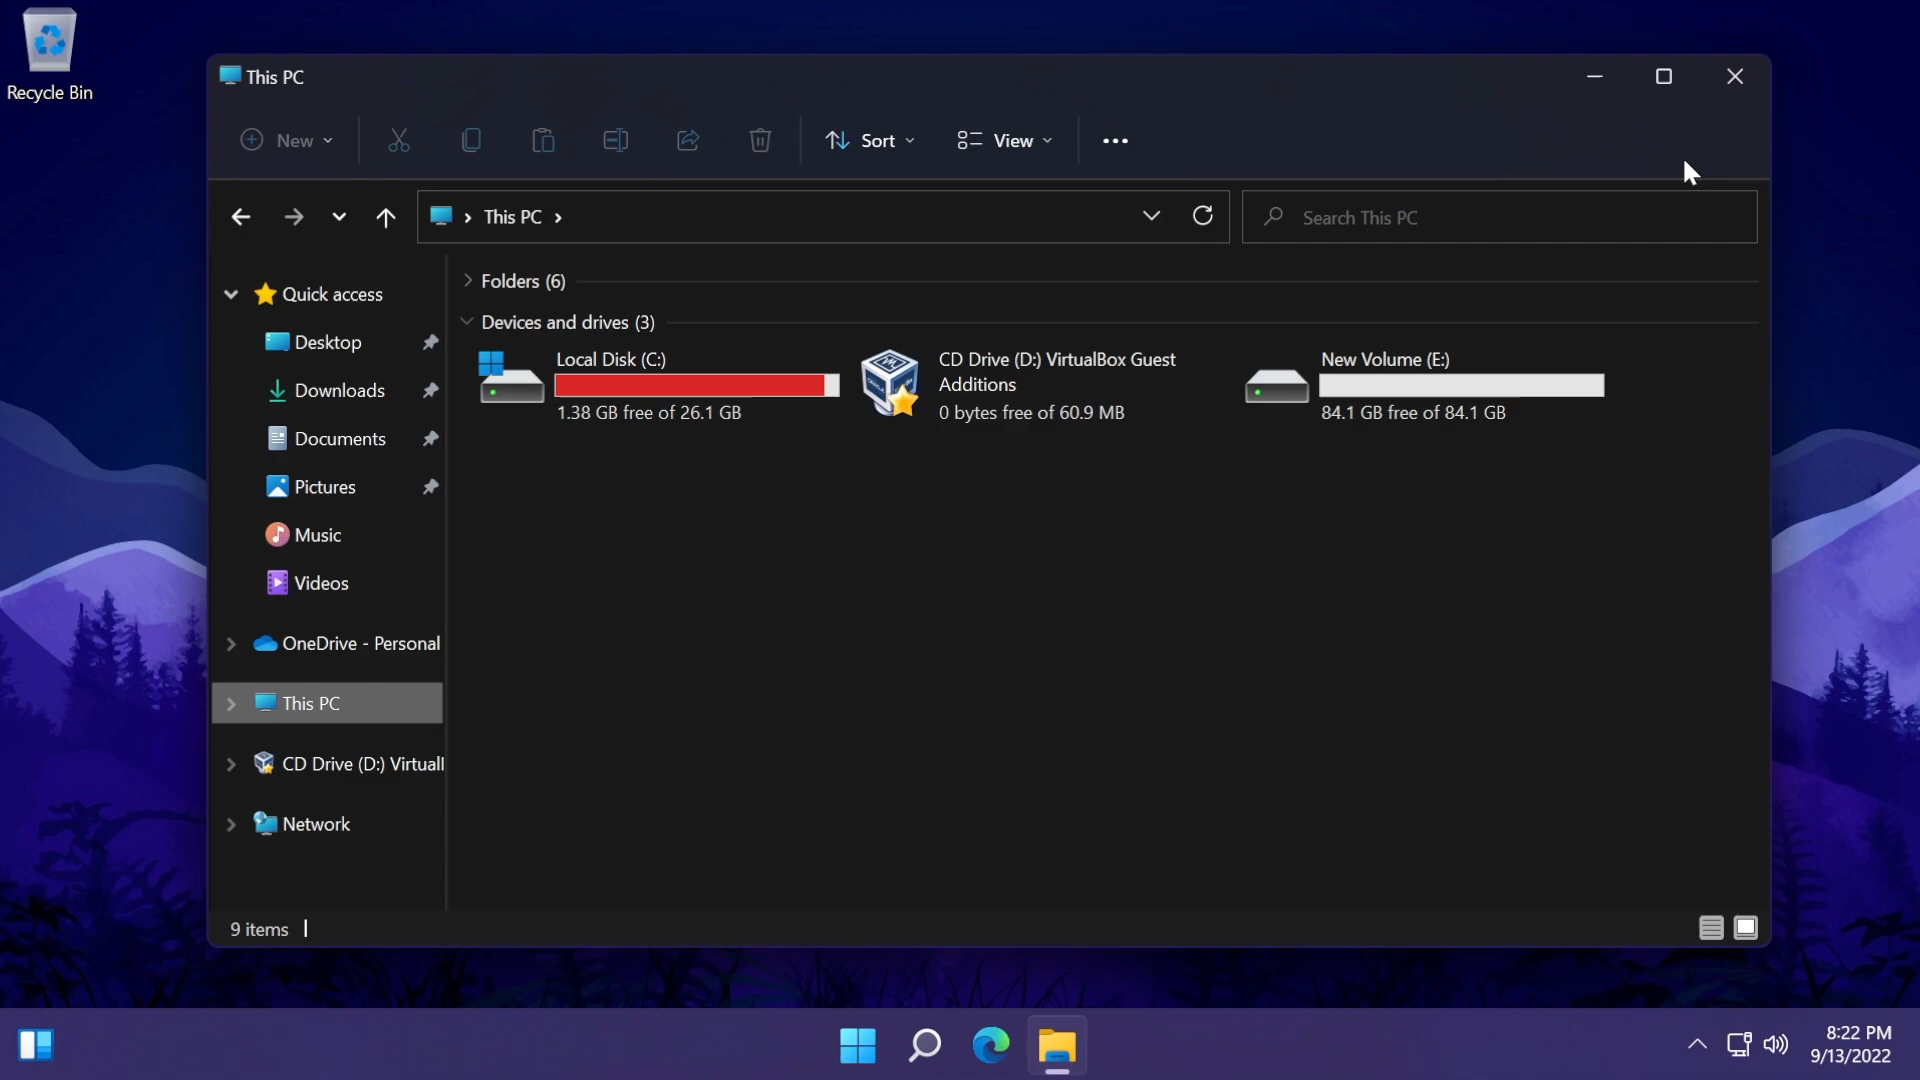 Recycle Bin
This PC
New
Sort
View
This PC
Search This PC
Quick access
Desktop
Downloads
Documents
Pictures
Music
Videos
OneDrive - Personal
This PC
CD Drive (D:) Virtual
Network
Folders (6)
Devices and drives (3)
Local Disk (C:)
1.38 GB free of 26.1 GB
CD Drive (D:) VirtualBox Guest
Additions
0 bytes free of 60.9 MB
New Volume (E:)
84.1 GB free of 84.1 GB
9 items
8:22 PM
9/13/2022